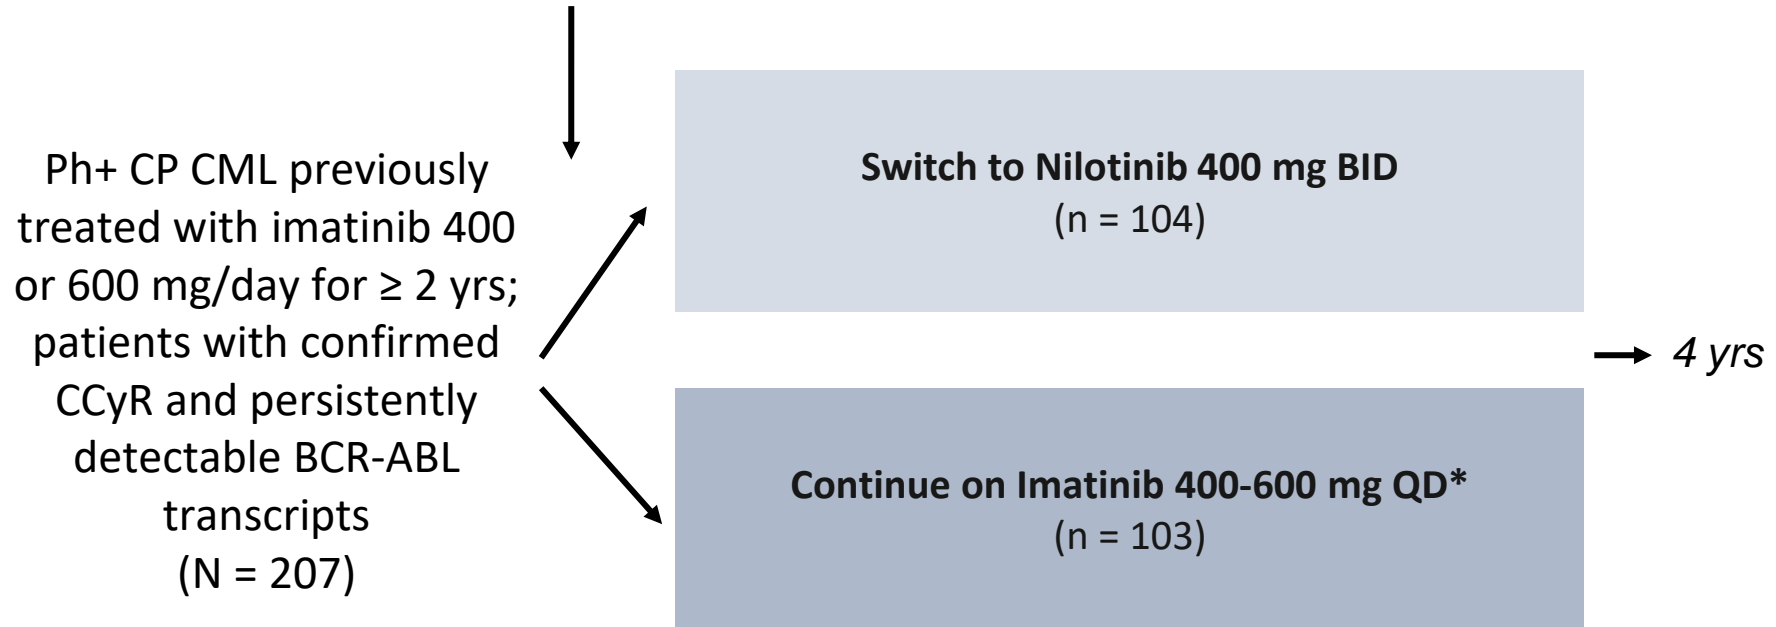 Ph+ CP CML previously
treated with imatinib 400
or 600 mg/day for ≥ 2 yrs;
patients with confirmed
CCyR and persistently
detectable BCR-ABL
transcripts
(N = 207)
Switch to Nilotinib 400 mg BID
(n = 104)
Continue on Imatinib 400-600 mg QD*
(n = 103)
4 yrs